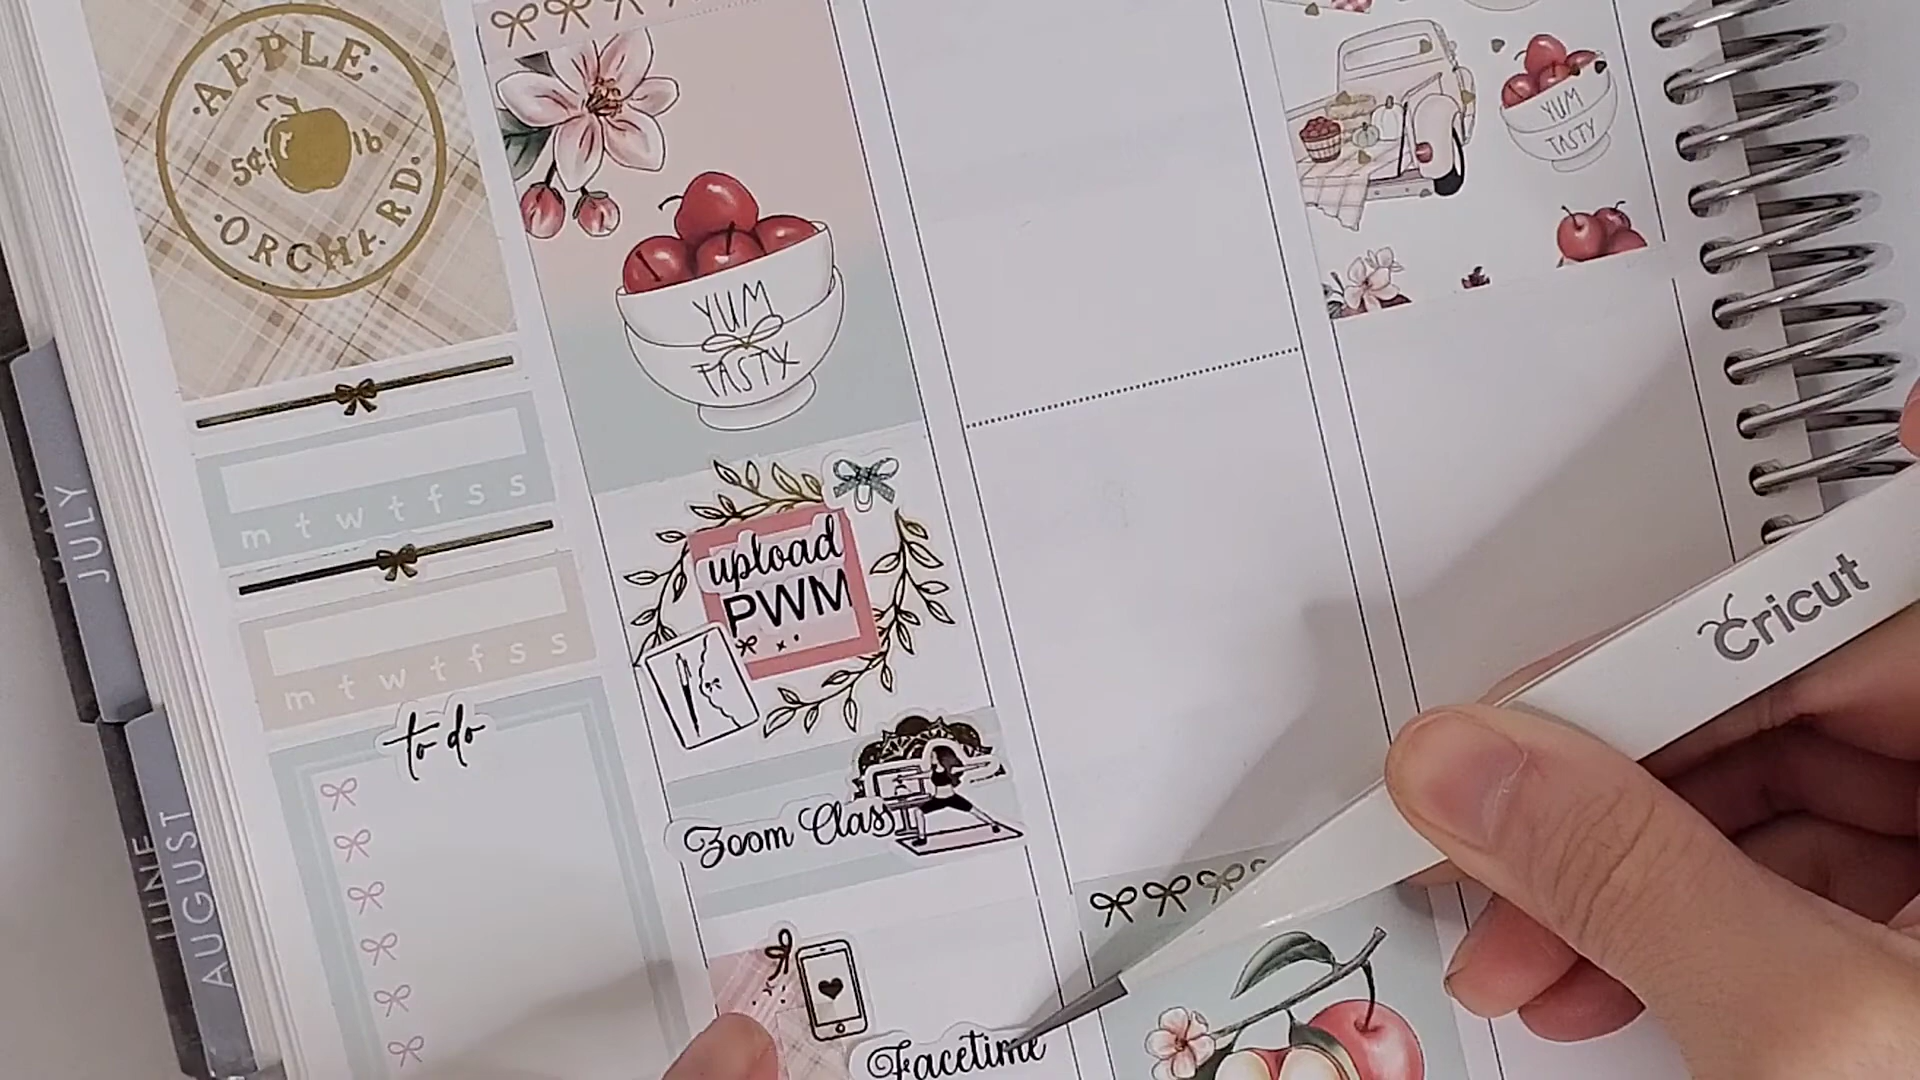 APPLE
5¢ lb
ORCHARD
m t w t f s s
m t w t f s s
to do
YUM
TASTY
upload
PWM
Zoom Class
Facetime
YUM
TASTY
cricut
JULY
JUNE
AUGUST